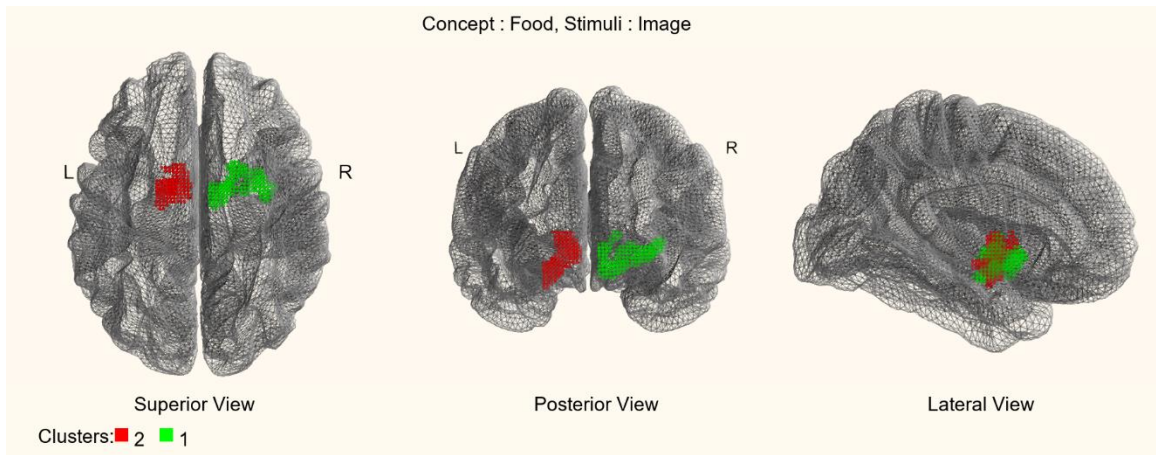 Concept : Food, Stimuli : Image
L
R
L
R
Superior View
Posterior View
Lateral View
Clusters: 2 1